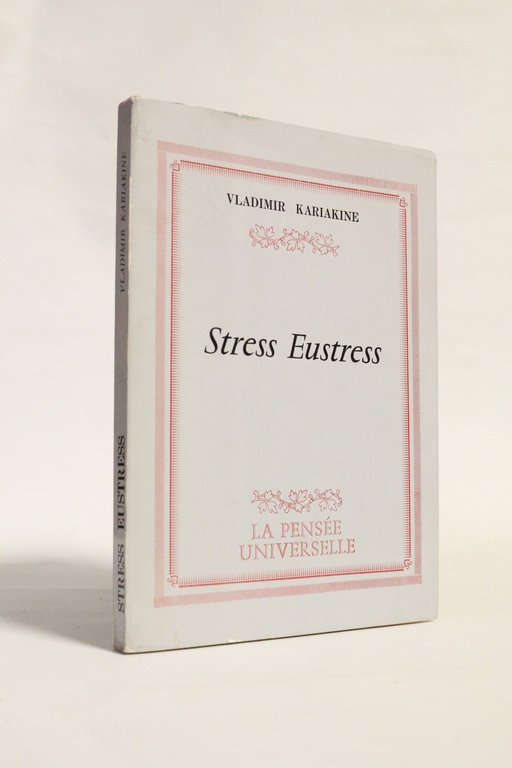 VLADIMIR KARIAKINE
Stress Eustress
LA PENSÉE
UNIVERSELLE
STRESS EUSTRESS
VLADIMIR KARIAKINE